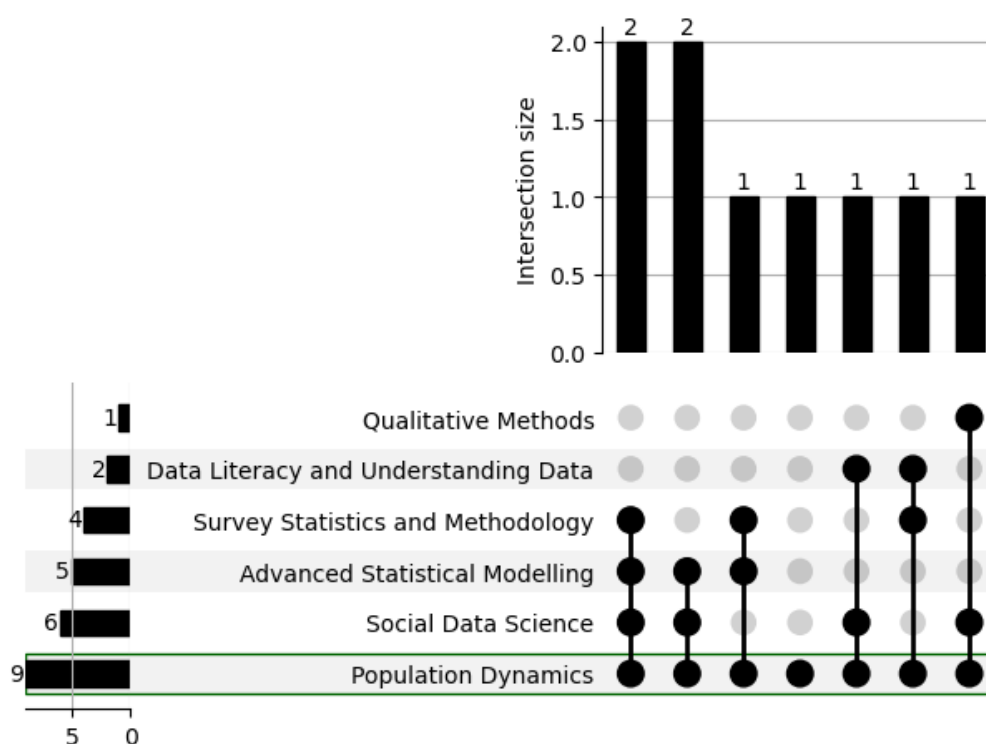 2 2
2.0
1.5
1 1 1 1 1
1.0
0.5
0.0
Intersection size
1 Qualitative Methods
2 Data Literacy and Understanding Data
4 Survey Statistics and Methodology
5 Advanced Statistical Modelling
6 Social Data Science
9 Population Dynamics
5 0